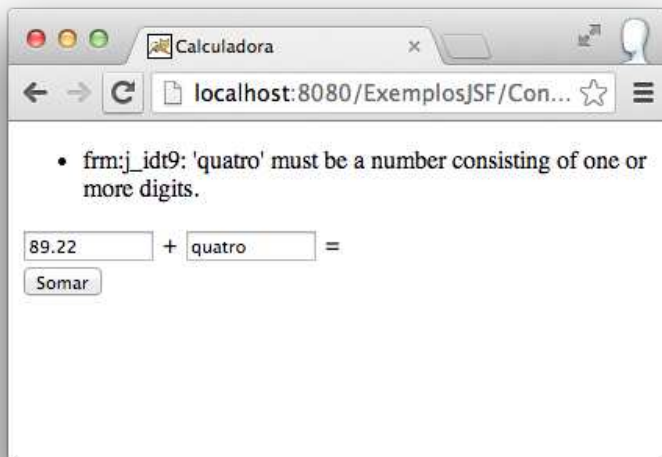 Calculadora
localhost:8080/ExemplosJSF/Con...
• frm:j_idt9: 'quatro' must be a number consisting of one or
more digits.
89.22 + quatro =
Somar